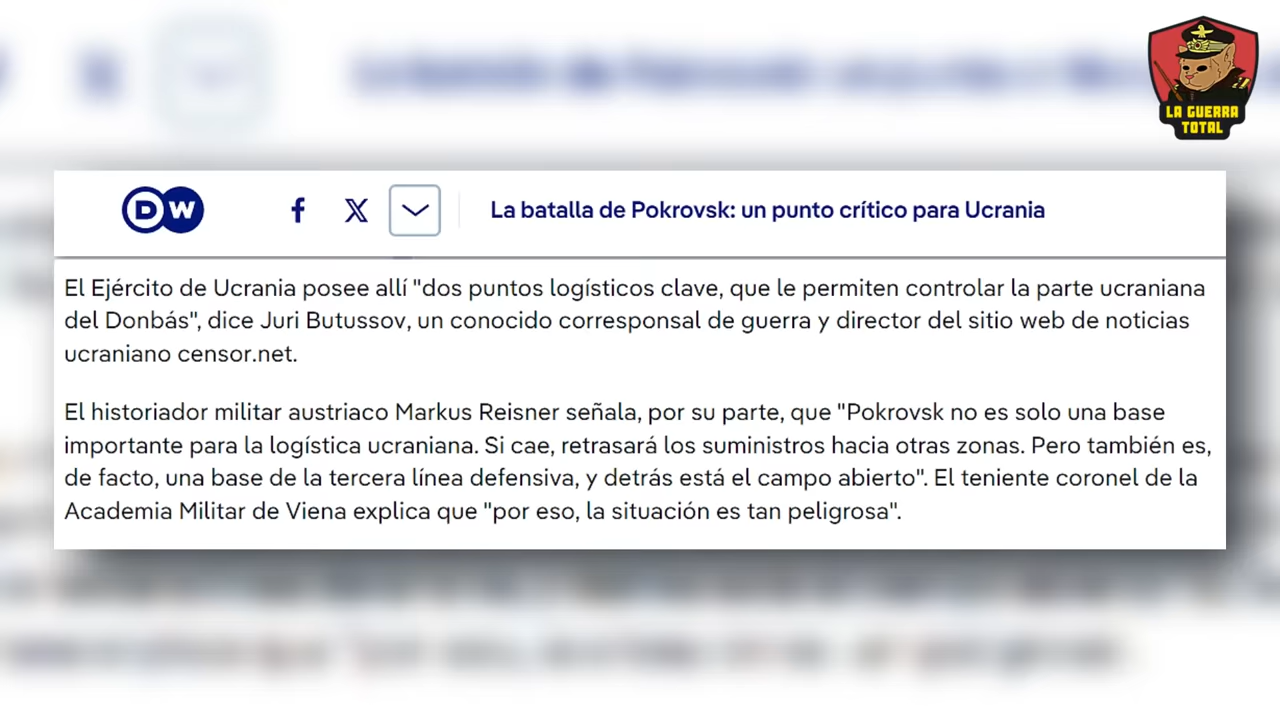 LA GUERRA
TOTAL
DW
La batalla de Pokrovsk: un punto crítico para Ucrania
El Ejército de Ucrania posee allí "dos puntos logísticos clave, que le permiten controlar la parte ucraniana
del Donbás", dice Juri Butussov, un conocido corresponsal de guerra y director del sitio web de noticias
ucraniano censor.net.
El historiador militar austriaco Markus Reisner señala, por su parte, que "Pokrovsk no es solo una base
importante para la logística ucraniana. Si cae, retrasará los suministros hacia otras zonas. Pero también es,
de facto, una base de la tercera línea defensiva, y detrás está el campo abierto". El teniente coronel de la
Academia Militar de Viena explica que "por eso, la situación es tan peligrosa".